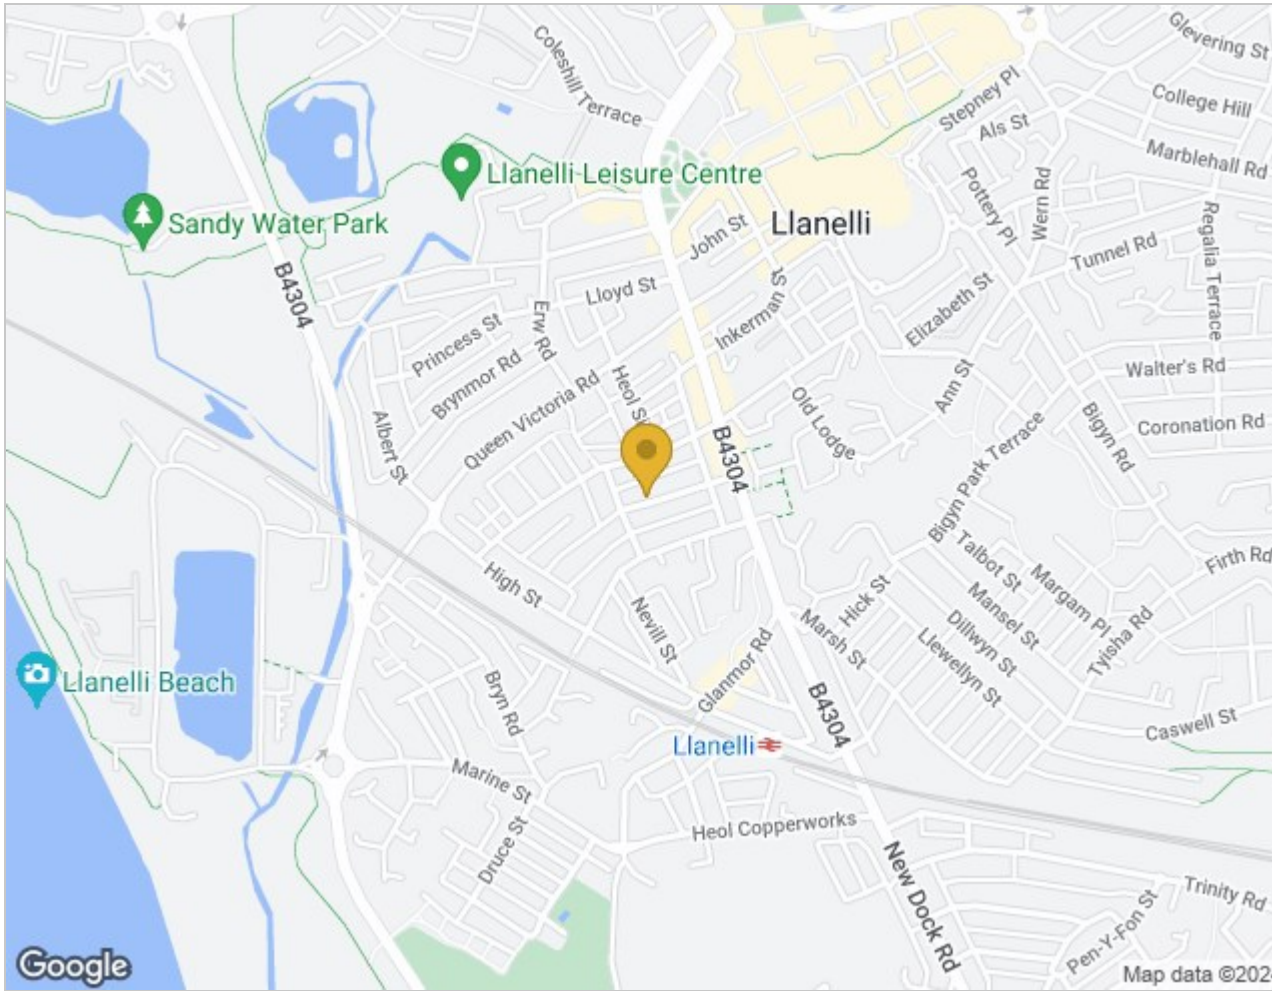 Glevering St
Coleshill Terrace
Stepney Pl
College Hill
Als St
Marblehall Rd
Llanelli Leisure Centre
Pottery Pl
Wern Rd
Sandy Water Park
John St
Llanelli
Regalia Terrace
Tunnel Rd
B4304
Lloyd St
Inkerman St
Elizabeth St
Princess St
Erw Rd
Brynmor Rd
Queen Victoria Rd
Heol S
Walter's Rd
Ann St
Old Lodge
Albert St
B4304
Bigyn Rd
Coronation Rd
Bigyn Park Terrace
High St
Talbot St
Firth Rd
Margam Pl
Mansel St
Hick St
Nevill St
Marsh St
Dillwyn St
Tyisha Rd
Llewellyn St
Glanmor Rd
Llanelli Beach
Bryn Rd
B4304
Caswell St
Llanelli
Marine St
Druce St
Heol Copperworks
New Dock Rd
Trinity Rd
Pen-Y-Fon St
Google
Map data ©2024